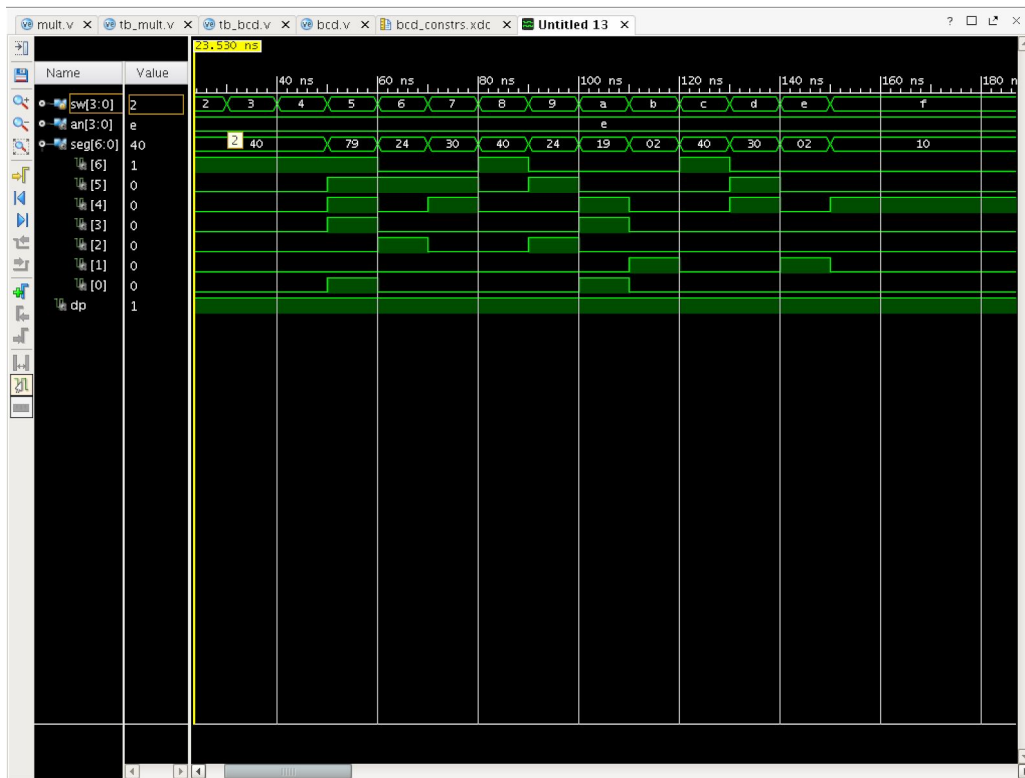 mult.v × tb_mult.v × tb_bcd.v × bcd.v × bcd_constrs.xdc × Untitled 13 × ? ×
23.530 ns
Name Value
40 ns 60 ns 80 ns 100 ns 120 ns 140 ns 160 ns 180 n
sw[3:0] 2 2 3 4 5 6 7 8 9 a b c d e f
an[3:0] e e
seg[6:0] 40 2 40 79 24 30 40 24 19 02 40 30 02 10
[6] 1
[5] 0
[4] 0
[3] 0
[2] 0
[1] 0
[0] 0
dp 1